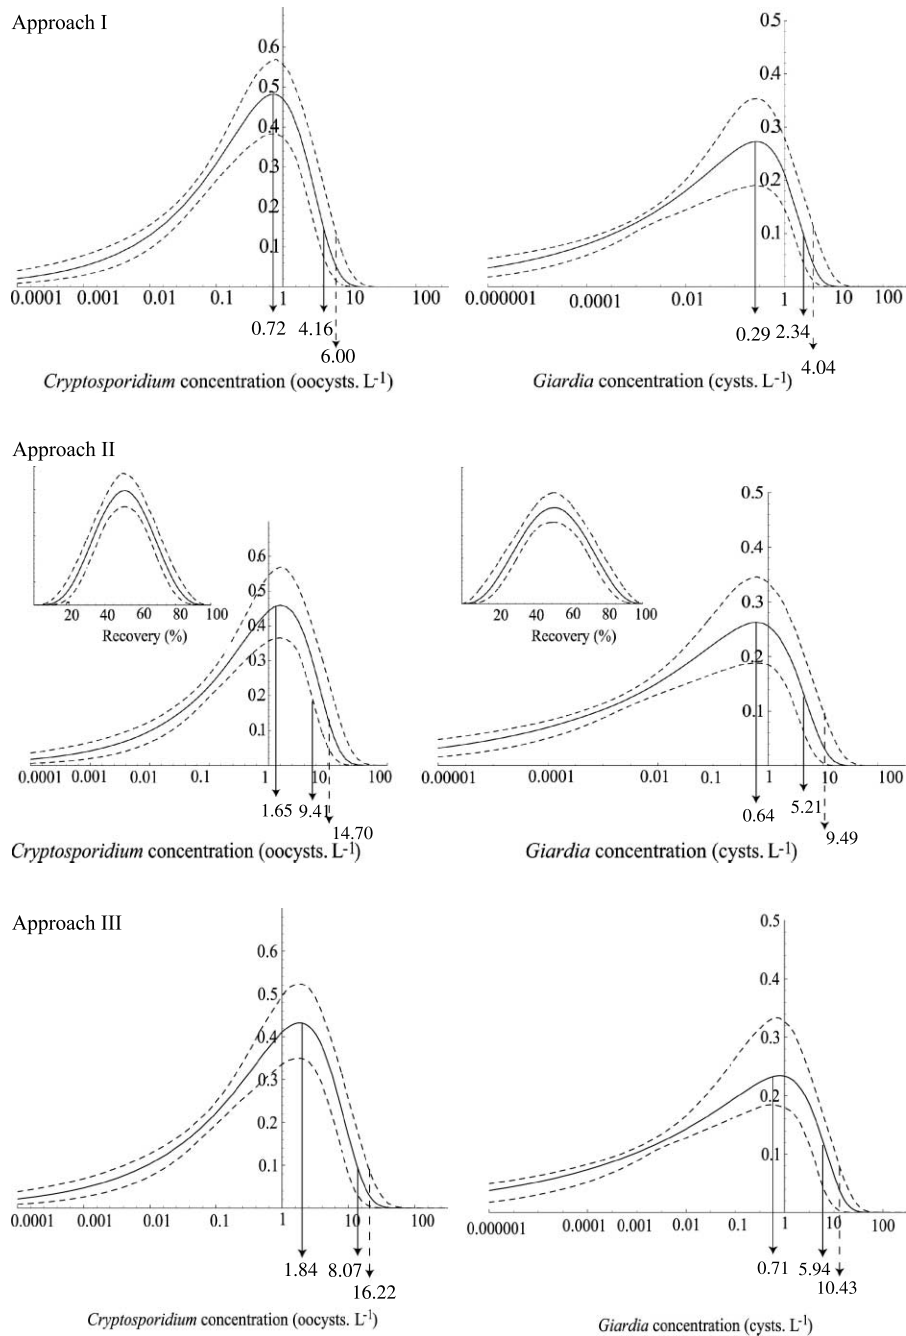 Approach I
0.6
0.5
0.4
0.3
0.2
0.1
0.0001 0.001 0.01 0.1 1 10 100
0.72 4.16
6.00
Cryptosporidium concentration (oocysts. L-1)
0.5
0.4
0.3
0.2
0.1
0.000001 0.0001 0.01 1 10 100
0.29 2.34
4.04
Giardia concentration (cysts. L-1)
Approach II
20 40 60 80 100
Recovery (%)
0.6
0.5
0.4
0.3
0.2
0.1
0.0001 0.001 0.01 0.1 1 10 100
1.65 9.41
14.70
Cryptosporidium concentration (oocysts. L-1)
20 40 60 80 100
Recovery (%)
0.5
0.4
0.3
0.2
0.1
0.00001 0.0001 0.01 0.1 1 10 100
0.64 5.21
9.49
Giardia concentration (cysts. L-1)
Approach III
0.6
0.5
0.4
0.3
0.2
0.1
0.0001 0.001 0.01 0.1 1 10 100
1.84 8.07
16.22
Cryptosporidium concentration (oocysts. L-1)
0.5
0.4
0.3
0.2
0.1
0.000001 0.0001 0.001 0.01 0.1 1 10 100
0.71 5.94
10.43
Giardia concentration (cysts. L-1)